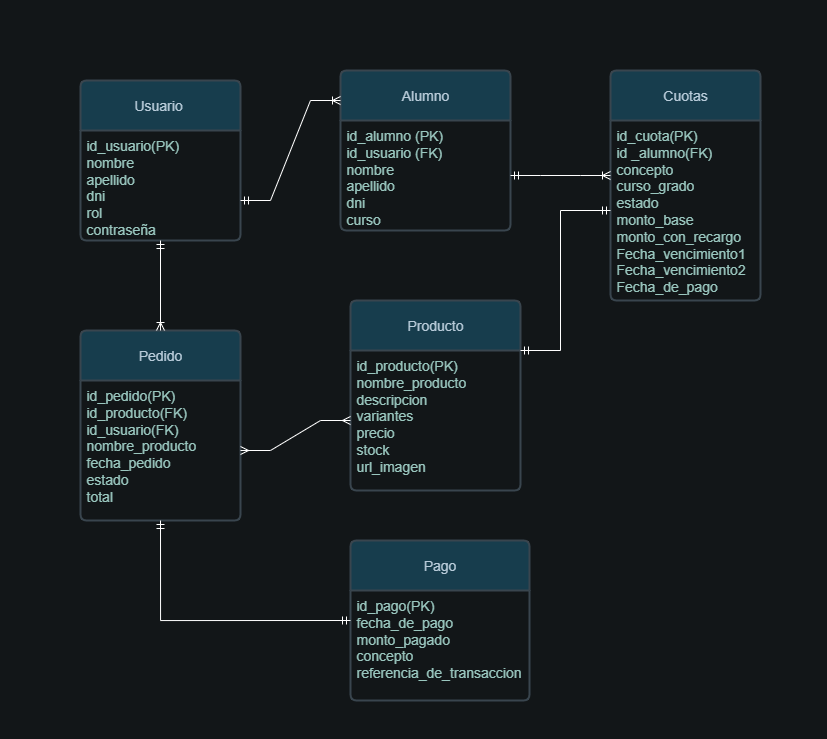 Usuario
id_usuario(PK)
nombre
apellido
dni
rol
contraseña
Alumno
id_alumno (PK)
id_usuario (FK)
nombre
apellido
dni
curso
Cuotas
id_cuota(PK)
id _alumno(FK)
concepto
curso_grado
estado
monto_base
monto_con_recargo
Fecha_vencimiento1
Fecha_vencimiento2
Fecha_de_pago
Pedido
id_pedido(PK)
id_producto(FK)
id_usuario(FK)
nombre_producto
fecha_pedido
estado
total
Producto
id_producto(PK)
nombre_producto
descripcion
variantes
precio
stock
url_imagen
Pago
id_pago(PK)
fecha_de_pago
monto_pagado
concepto
referencia_de_transaccion